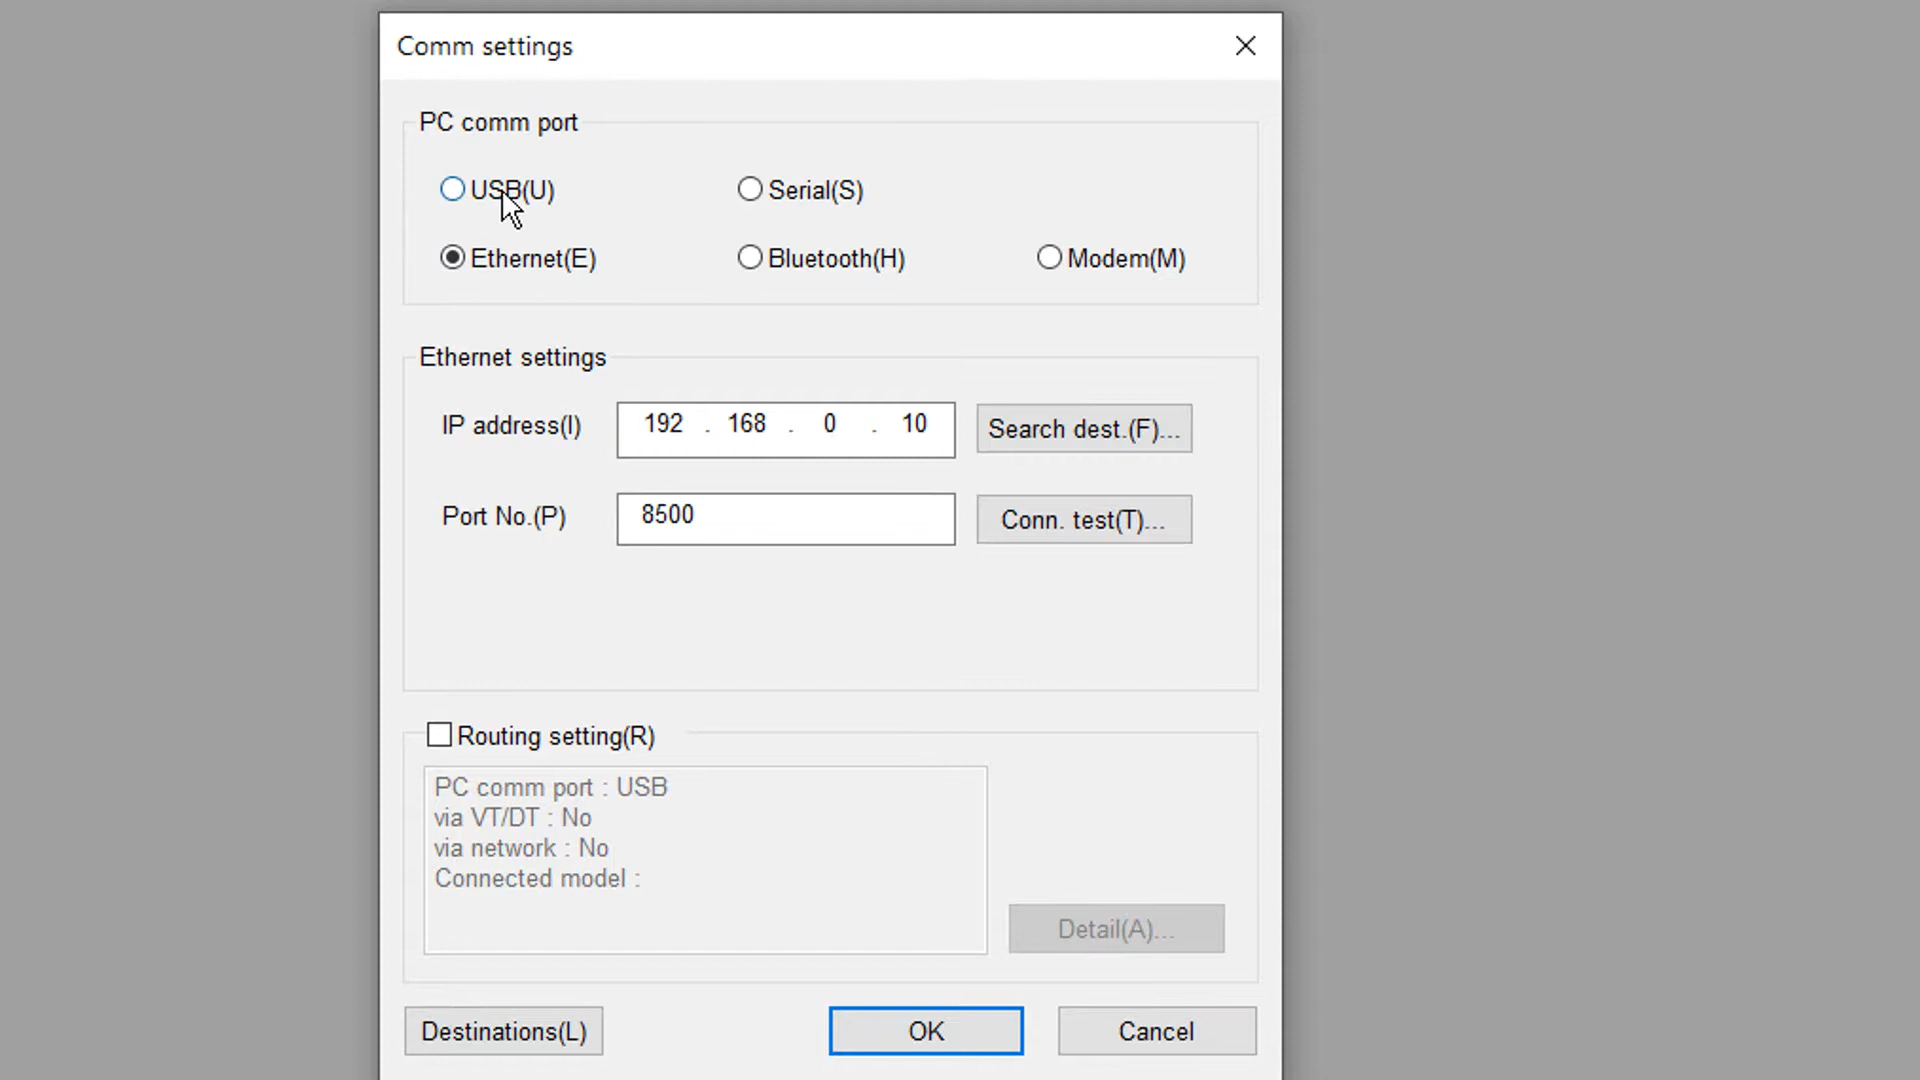 Comm settings
PC comm port
USB(U) Serial(S)
Ethernet(E) Bluetooth(H) Modem(M)
Ethernet settings
IP address(I) 192 . 168 . 0 . 10 Search dest.(F)...
Port No.(P) 8500 Conn. test(T)...
Routing setting(R)
PC comm port : USB
via VT/DT : No
via network : No
Connected model :
Detail(A)...
Destinations(L) OK Cancel